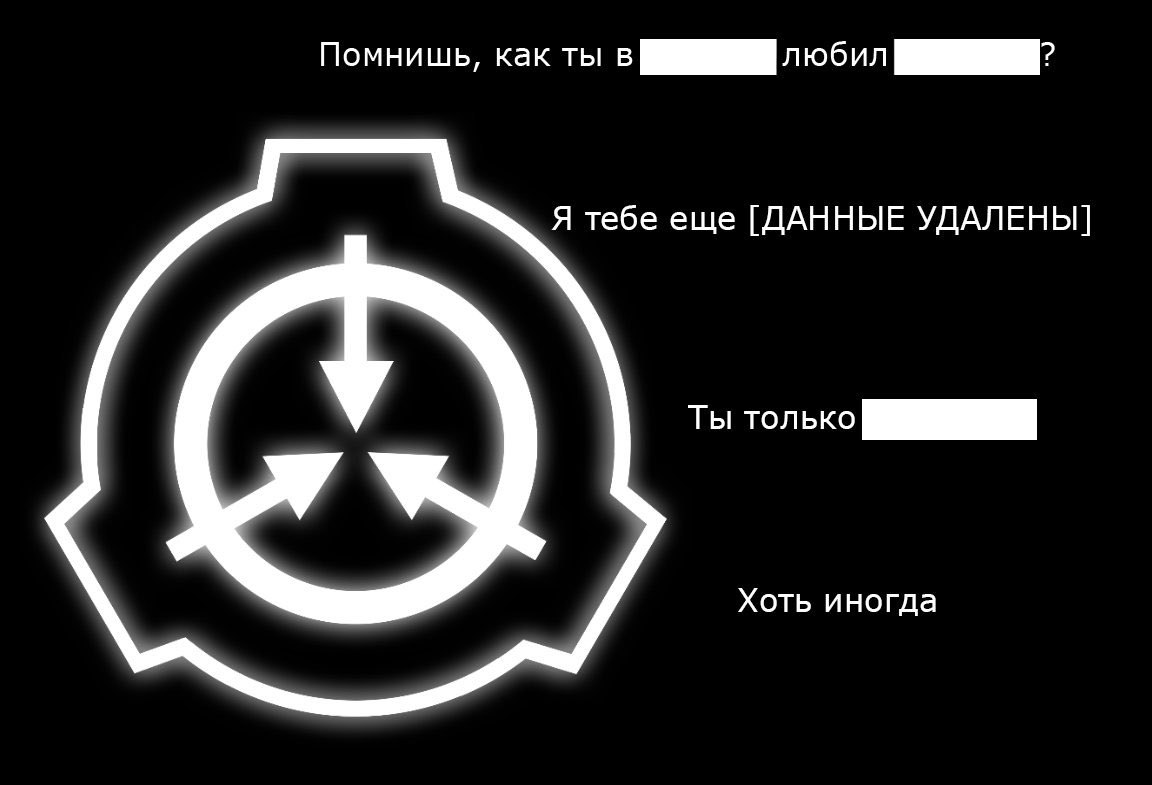 Помнишь, как ты в любил ?
Я тебе еще [ДАННЫЕ УДАЛЕНЫ]
Ты только
Хоть иногда